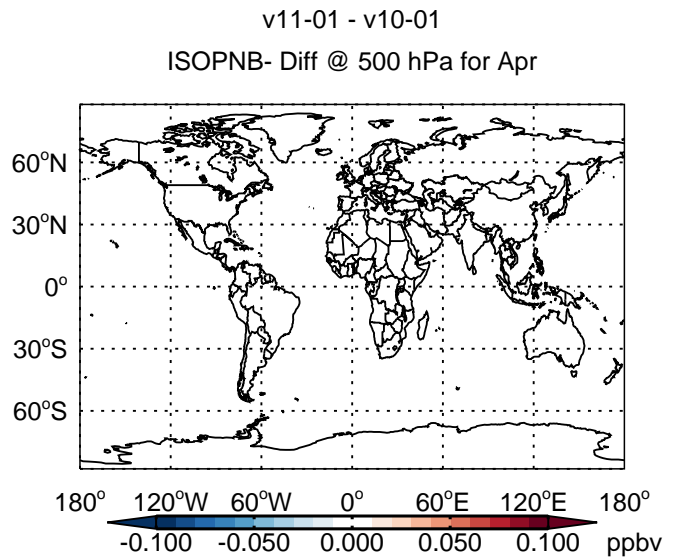 v11-01 - v10-01
ISOPNB- Diff @ 500 hPa for Apr
60°N
30°N
0°
30°S
60°S
180° 120°W 60°W 0° 60°E 120°E 180°
-0.100 -0.050 0.000 0.050 0.100 ppbv